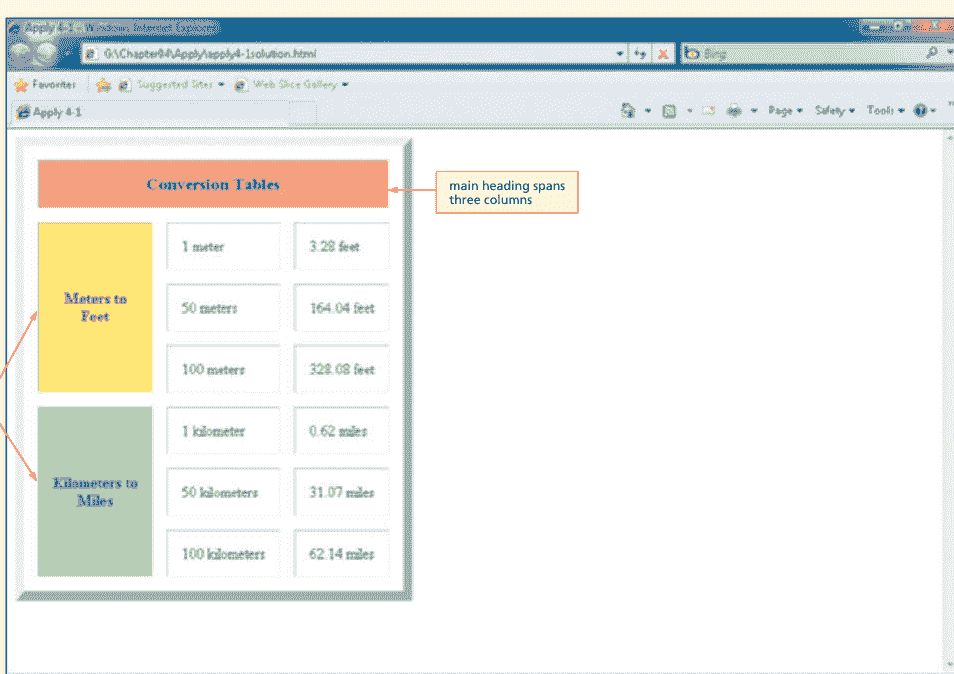 Apply 4-1 - Windows Internet Explorer
G:\Chapter04\Apply\apply4-1solution.html
Bing
Favorites
Suggested Sites
Web Slice Gallery
Apply 4-1
Page
Safety
Tools
Conversion Tables
main heading spans
three columns
Meters to
Feet
1 meter
3.28 feet
50 meters
164.04 feet
100 meters
328.08 feet
Kilometers to
Miles
1 kilometer
0.62 miles
50 kilometers
31.07 miles
100 kilometers
62.14 miles